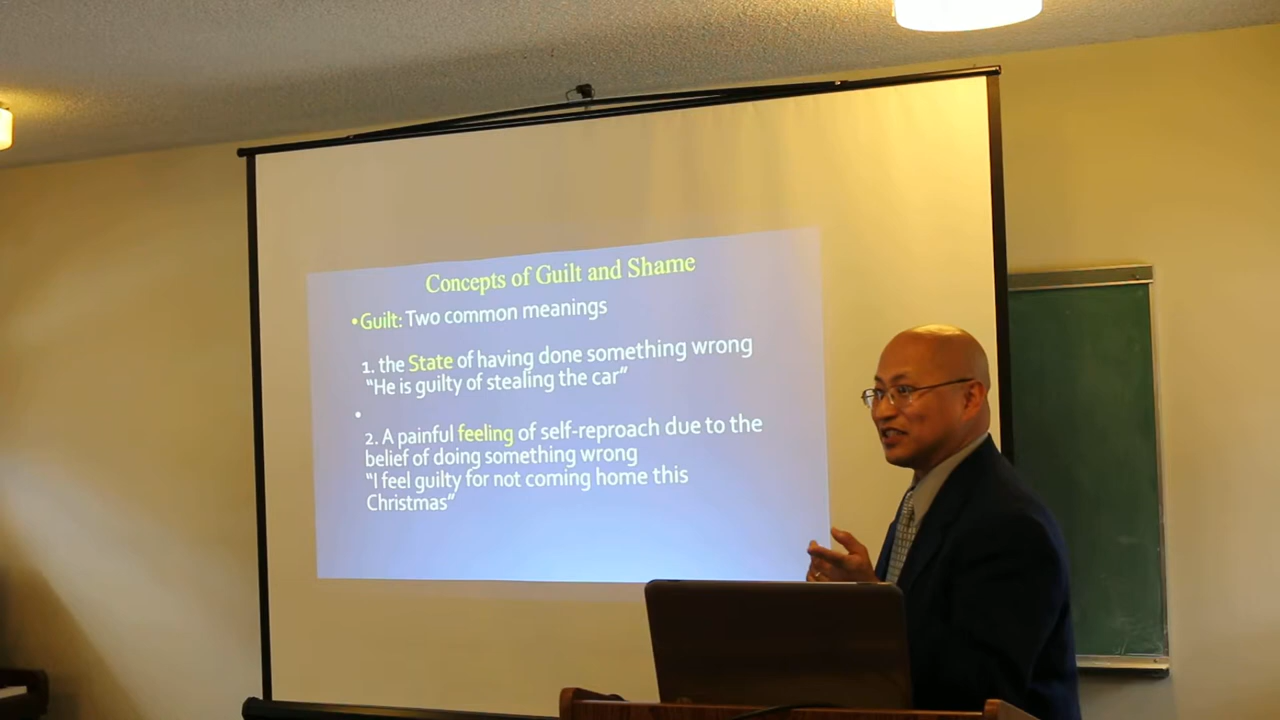 Concepts of Guilt and Shame
•Guilt: Two common meanings
1. the State of having done something wrong
“He is guilty of stealing the car”
•
2. A painful feeling of self-reproach due to the
belief of doing something wrong
“I feel guilty for not coming home this
Christmas”